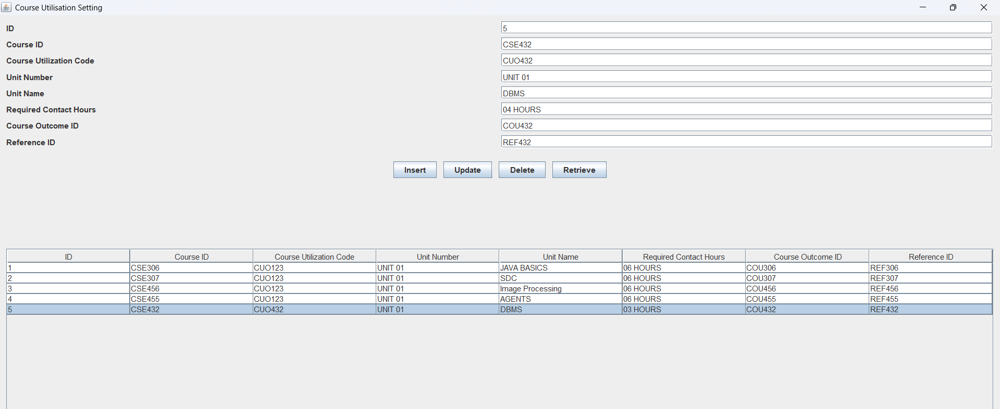 Course Utilisation Setting
ID 5
Course ID CSE432
Course Utilization Code CUO432
Unit Number UNIT 01
Unit Name DBMS
Required Contact Hours 04 HOURS
Course Outcome ID COU432
Reference ID REF432
Insert Update Delete Retrieve
ID Course ID Course Utilization Code Unit Number Unit Name Required Contact Hours Course Outcome ID Reference ID
1 CSE306 CUO123 UNIT 01 JAVA BASICS 06 HOURS COU306 REF306
2 CSE307 CUO123 UNIT 01 SDC 06 HOURS COU307 REF307
3 CSE456 CUO123 UNIT 01 Image Processing 06 HOURS COU456 REF456
4 CSE455 CUO123 UNIT 01 AGENTS 06 HOURS COU455 REF455
5 CSE432 CUO432 UNIT 01 DBMS 03 HOURS COU432 REF432